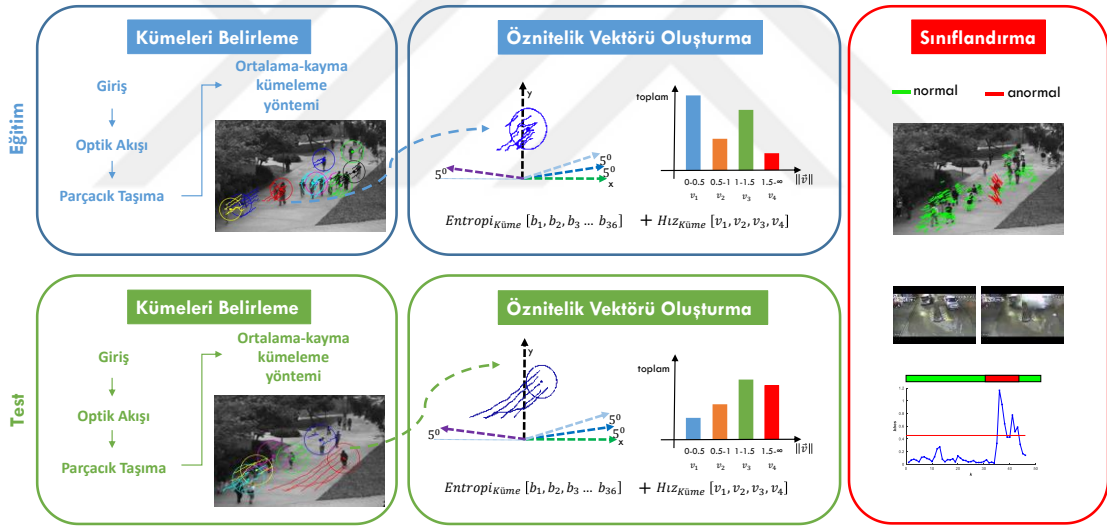 Eğitim
Kümeleri Belirleme
Giriş
Optik Akışı
Parçacık Taşıma
Ortalama-kayma
kümeleme
yöntemi
Öznitelik Vektörü Oluşturma
y
5⁰
5⁰
5⁰
x
toplam
0-0.5 0.5-1 1-1.5 1.5-∞ ‖v⃗‖
v₁ v₂ v₃ v₄
Entropi_Küme [b₁, b₂, b₃ … b₃₆] + Hız_Küme [v₁, v₂, v₃, v₄]
Test
Kümeleri Belirleme
Giriş
Optik Akışı
Parçacık Taşıma
Ortalama-kayma
kümeleme
yöntemi
Öznitelik Vektörü Oluşturma
y
5⁰
5⁰
5⁰
x
toplam
0-0.5 0.5-1 1-1.5 1.5-∞ ‖v⃗‖
v₁ v₂ v₃ v₄
Entropi_Küme [b₁, b₂, b₃ … b₃₆] + Hız_Küme [v₁, v₂, v₃, v₄]
Sınıflandırma
normal anormal